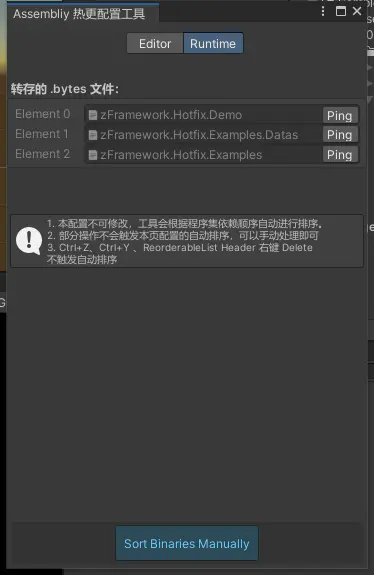 Assembliy 热更配置工具
Editor Runtime
转存的 .bytes 文件：
Element 0 zFramework.Hotfix.Demo Ping
Element 1 zFramework.Hotfix.Examples.Datas Ping
Element 2 zFramework.Hotfix.Examples Ping
1. 本配置不可修改，工具会根据程序集依赖顺序自动进行排序。
2. 部分操作不会触发本页配置的自动排序，可以手动处理即可
3. Ctrl+Z、Ctrl+Y 、ReorderableList Header 右键 Delete
不触发自动排序
Sort Binaries Manually